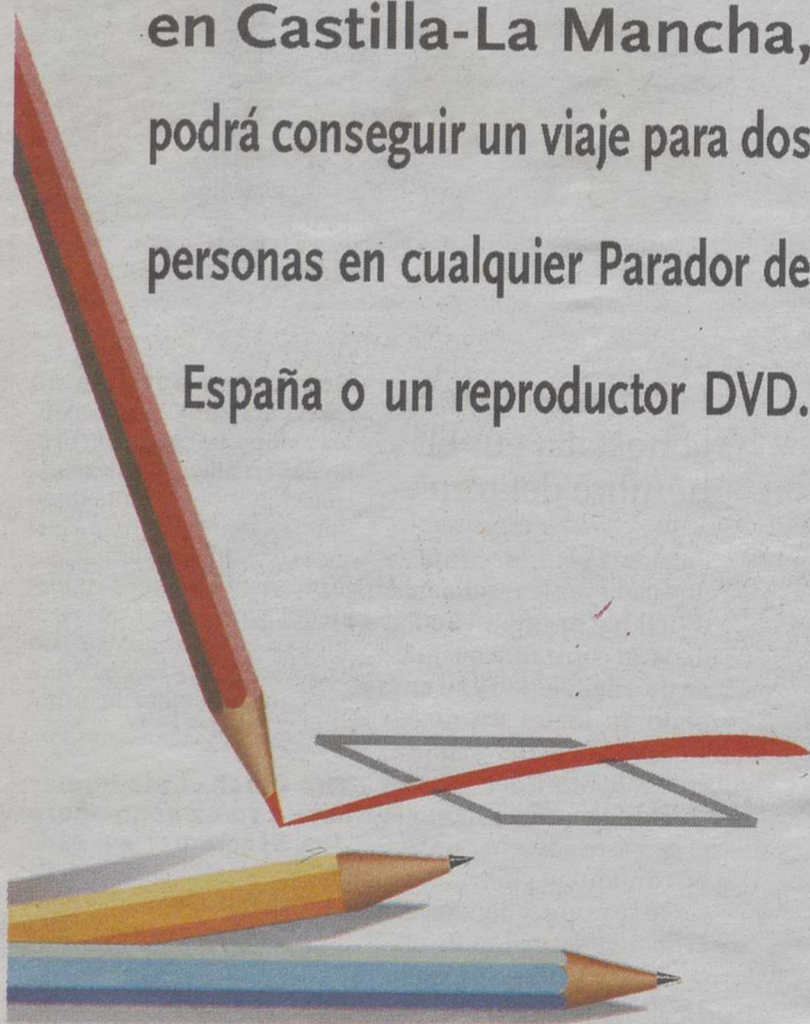 en Castilla-La Mancha,
podrá conseguir un viaje para dos
personas en cualquier Parador de
España o un reproductor DVD.